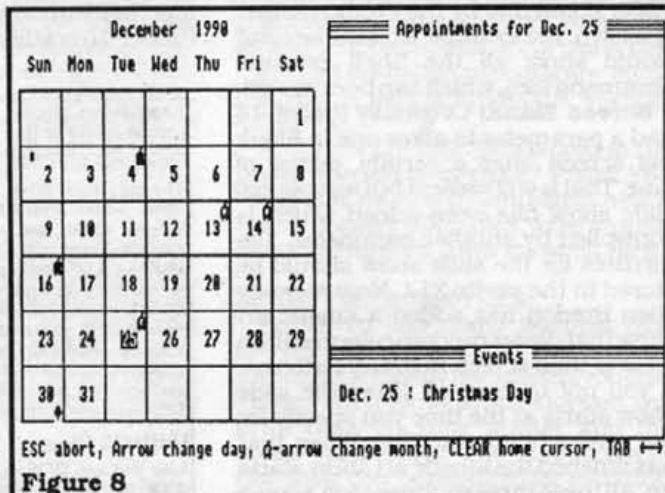 December 1990
Sun Mon Tue Wed Thu Fri Sat
1
2 3 4 5 6 7 8
9 10 11 12 13 14 15
16 17 18 19 20 21 22
23 24 25 26 27 28 29
30 31
Appointments for Dec. 25
Events
Dec. 25 : Christmas Day
ESC abort, Arrow change day, ⌂-arrow change month, CLEAR home cursor, TAB ↔
Figure 8